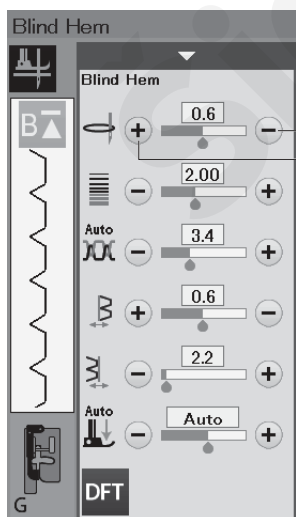 Blind Hem
Blind Hem
B
0.6
+ −
2.00
− +
Auto
3.4
− +
0.6
+ −
2.2
− +
Auto
Auto
− +
G
DFT